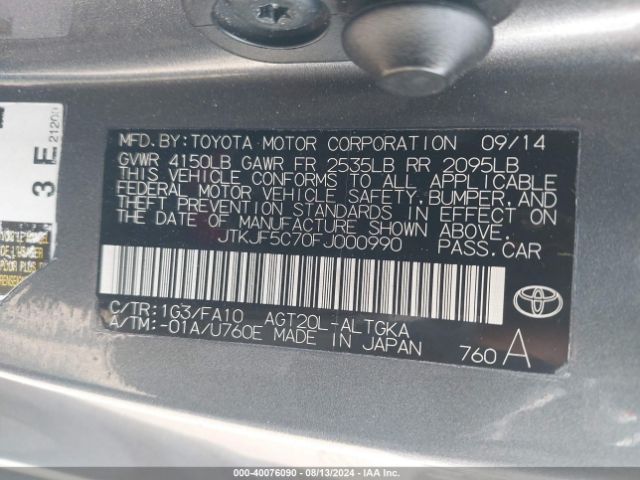 MFD.BY:TOYOTA MOTOR CORPORATION 09/14
GVWR 4150LB GAWR FR 2535LB RR 2095LB
THIS VEHICLE CONFORMS TO ALL APPLICABLE
FEDERAL MOTOR VEHICLE SAFETY,BUMPER,AND
THEFT PREVENTION STANDARDS IN EFFECT ON
THE DATE OF MANUFACTURE SHOWN ABOVE.
JTKJF5C70FJ000990 PASS.CAR
C/TR:1G3/FA10 AGT20L-ALTGKA
A/TM:-01A/U760E MADE IN JAPAN 760 A
3 E
000-40076090 - 08/13/2024 - IAA Inc.